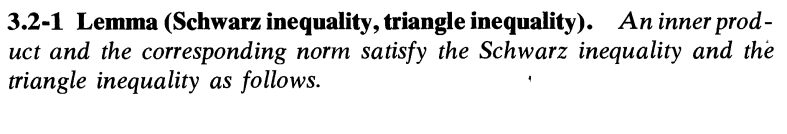 3.2-1 Lemma (Schwarz inequality, triangle inequality). An inner prod-
uct and the corresponding norm satisfy the Schwarz inequality and the
triangle inequality as follows.